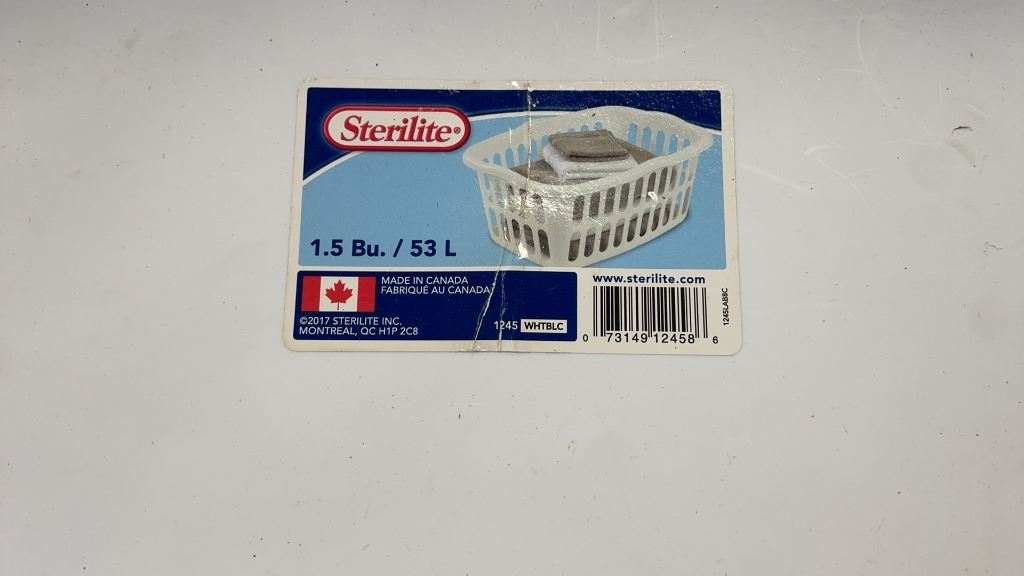 Sterilite®
1.5 Bu. / 53 L
MADE IN CANADA
FABRIQUÉ AU CANADA
©2017 STERILITE INC.
MONTREAL, QC H1P 2C8
1245 WHTBLC
www.sterilite.com
0 73149 12458 6
1245LABBC